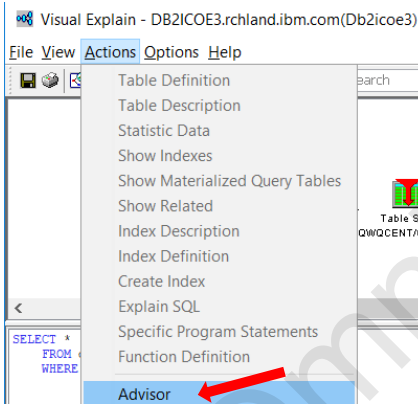 Visual Explain - DB2ICOE3.rchland.ibm.com(Db2icoe3)
File View Actions Options Help
Table Definition
earch
Table Description
Statistic Data
Show Indexes
Show Materialized Query Tables
Show Related
Table S
Index Description
QWQCENT/
Index Definition
Create Index
Explain SQL
Specific Program Statements
SELECT *
Function Definition
FROM
WHERE
Advisor